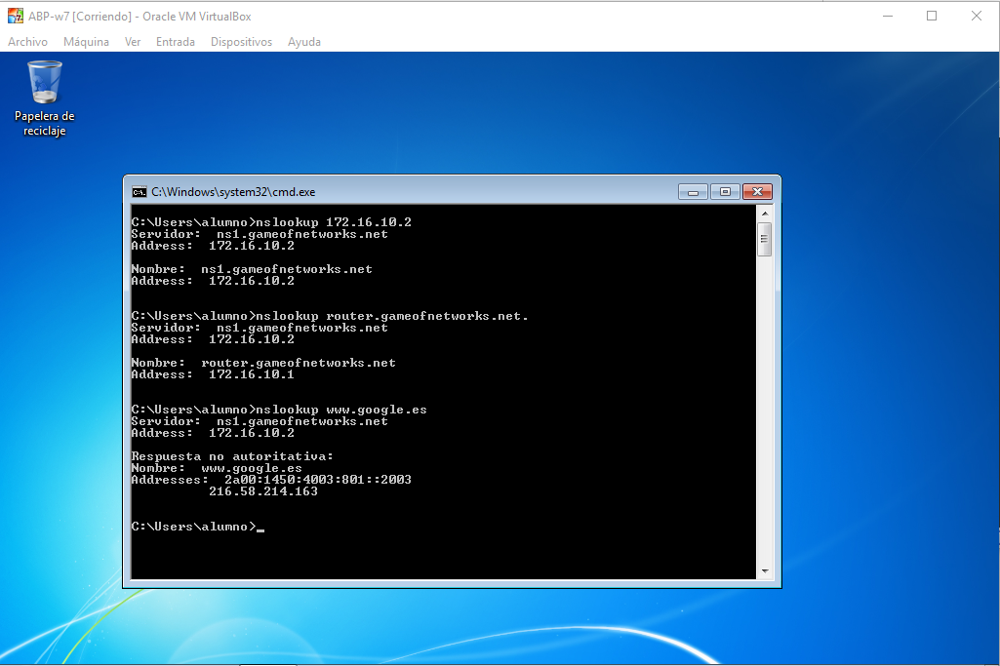 ABP-w7 [Corriendo] - Oracle VM VirtualBox
Archivo Máquina Ver Entrada Dispositivos Ayuda
Papelera de
reciclaje
C:\Windows\system32\cmd.exe
C:\Users\alumno>nslookup 172.16.10.2
Servidor:  ns1.gameofnetworks.net
Address:  172.16.10.2
Nombre:  ns1.gameofnetworks.net
Address:  172.16.10.2
C:\Users\alumno>nslookup router.gameofnetworks.net.
Servidor:  ns1.gameofnetworks.net
Address:  172.16.10.2
Nombre:  router.gameofnetworks.net
Address:  172.16.10.1
C:\Users\alumno>nslookup www.google.es
Servidor:  ns1.gameofnetworks.net
Address:  172.16.10.2
Respuesta no autoritativa:
Nombre:  www.google.es
Addresses:  2a00:1450:4003:801::2003
216.58.214.163
C:\Users\alumno>_